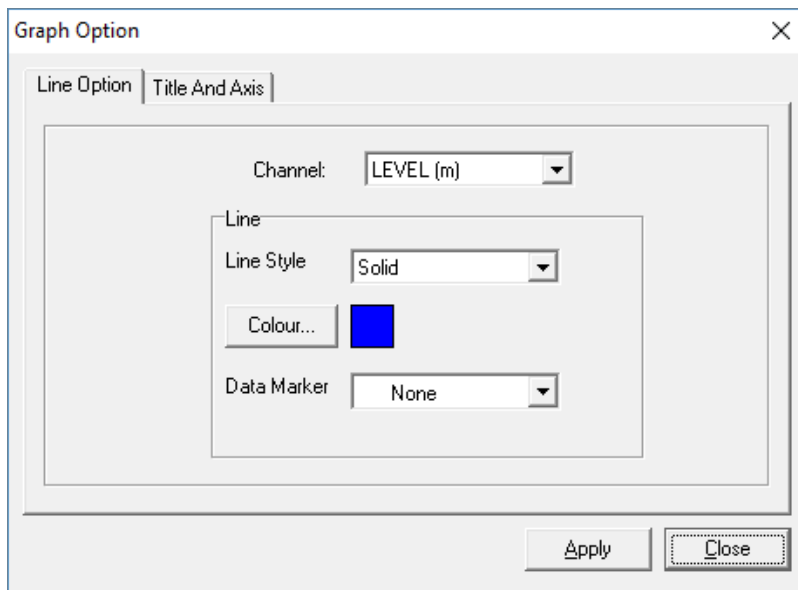 Graph Option
Line Option
Title And Axis
Channel:
LEVEL (m)
Line
Line Style
Solid
Colour...
Data Marker
None
Apply
Close